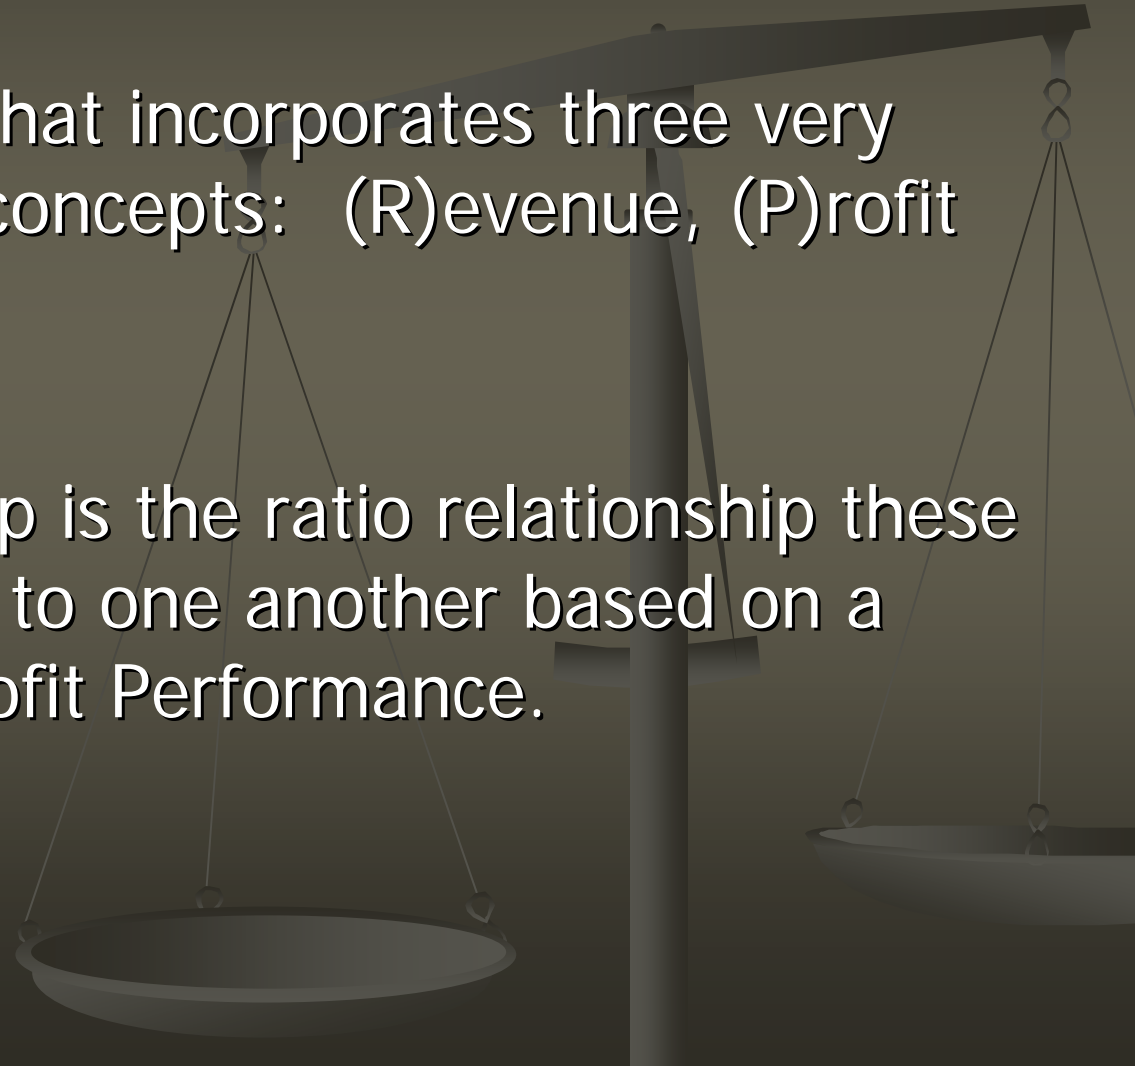 hat incorporates three very
concepts:  (R)evenue, (P)rofit
p is the ratio relationship these
to one another based on a
ofit Performance.